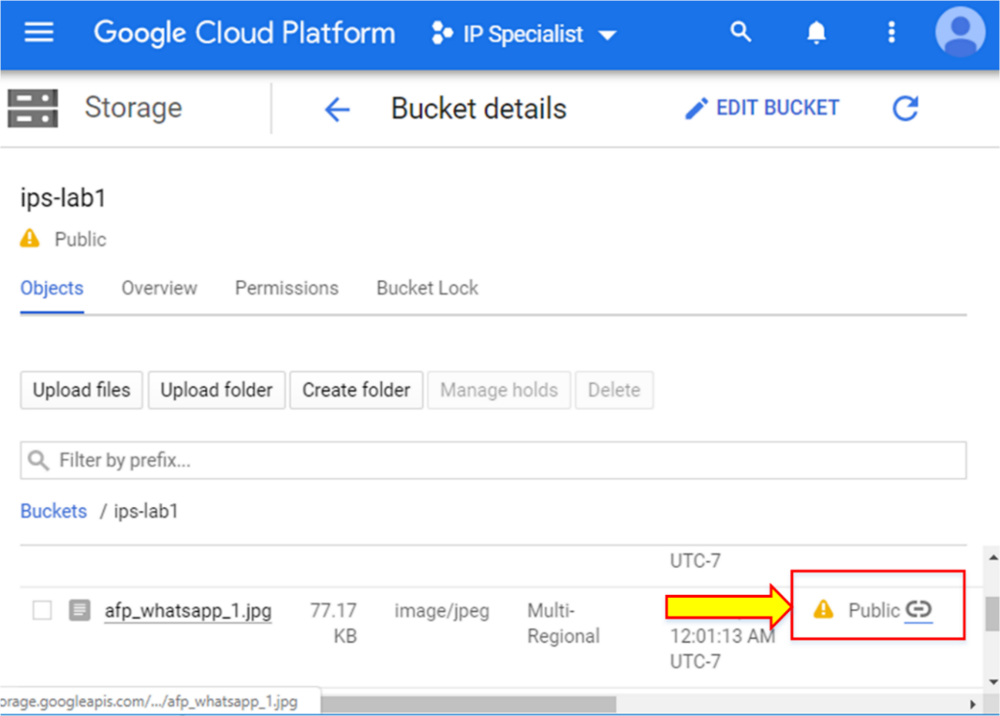 Google Cloud Platform IP Specialist
Storage Bucket details EDIT BUCKET
ips-lab1
Public
Objects Overview Permissions Bucket Lock
Upload files Upload folder Create folder Manage holds Delete
Filter by prefix...
Buckets / ips-lab1
UTC-7
afp_whatsapp_1.jpg 77.17 image/jpeg Multi- Public
KB Regional 12:01:13 AM
UTC-7
orage.googleapis.com/.../afp_whatsapp_1.jpg